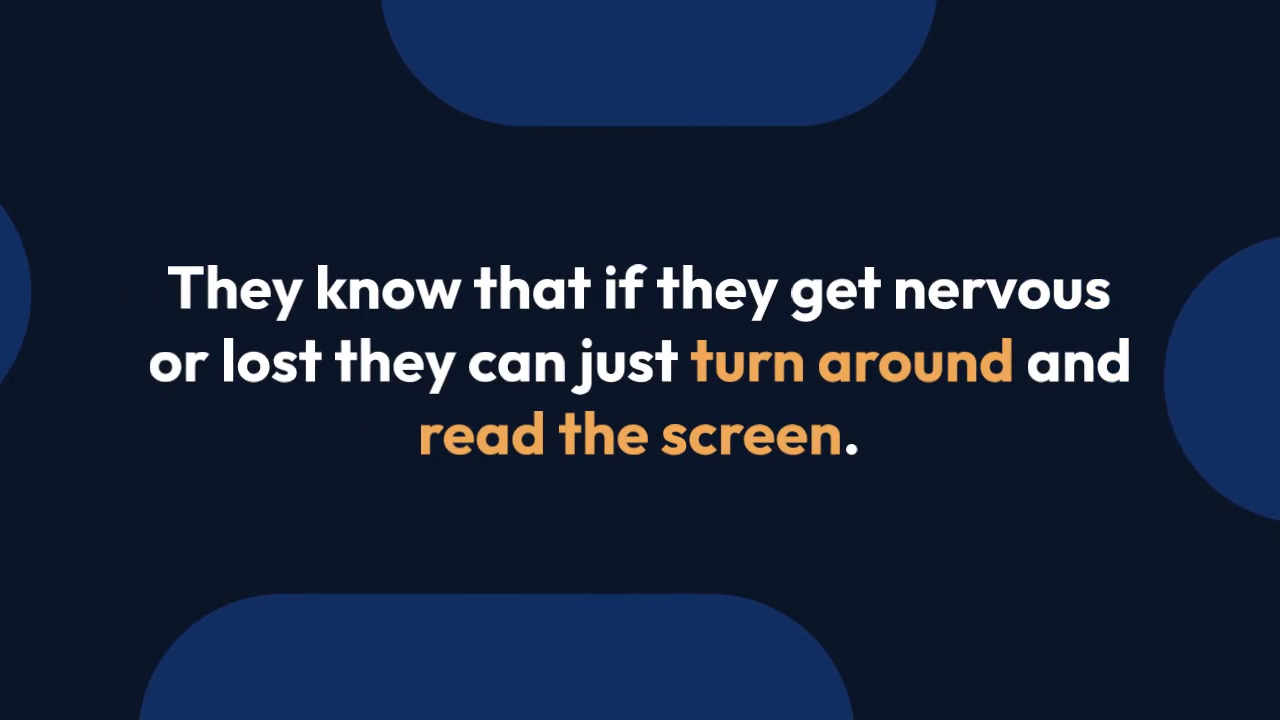 They know that if they get nervous
or lost they can just turn around and
read the screen.